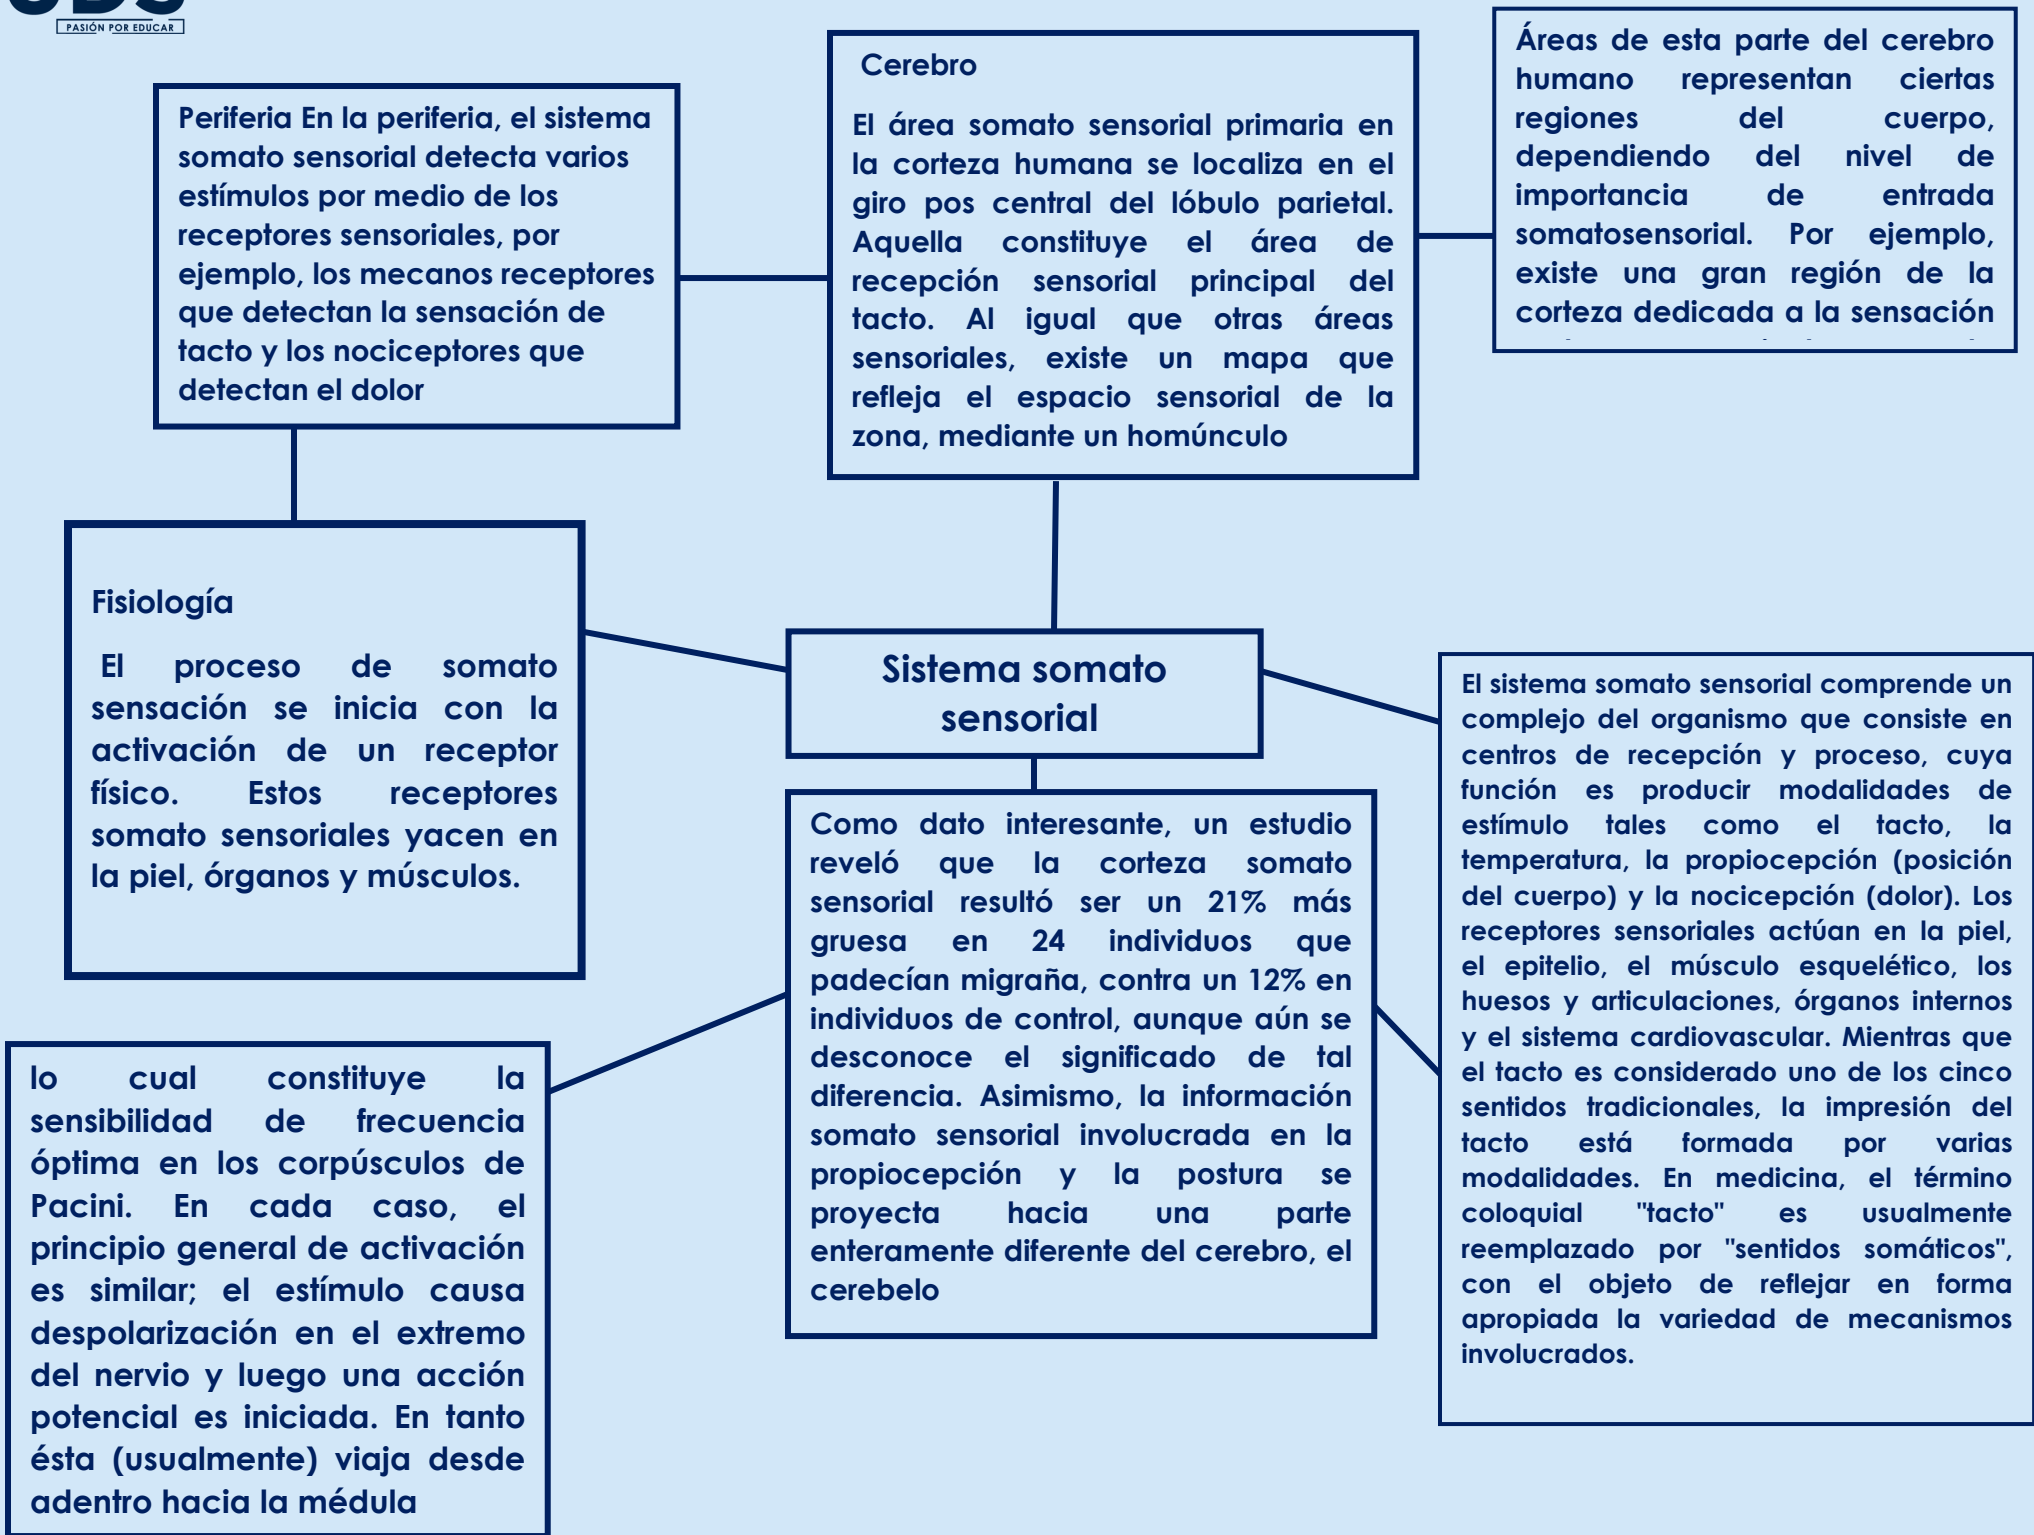 PASIÓN POR EDUCAR
Periferia En la periferia, el sistema
somato sensorial detecta varios
estímulos por medio de los
receptores sensoriales, por
ejemplo, los mecanos receptores
que detectan la sensación de
tacto y los nociceptores que
detectan el dolor
Cerebro
El área somato sensorial primaria en
la corteza humana se localiza en el
giro pos central del lóbulo parietal.
Aquella constituye el área de
recepción sensorial principal del
tacto. Al igual que otras áreas
sensoriales, existe un mapa que
refleja el espacio sensorial de la
zona, mediante un homúnculo
Áreas de esta parte del cerebro
humano representan ciertas
regiones del cuerpo,
dependiendo del nivel de
importancia de entrada
somatosensorial. Por ejemplo,
existe una gran región de la
corteza dedicada a la sensación
Fisiología
El proceso de somato
sensación se inicia con la
activación de un receptor
físico. Estos receptores
somato sensoriales yacen en
la piel, órganos y músculos.
Sistema somato
sensorial
Como dato interesante, un estudio
reveló que la corteza somato
sensorial resultó ser un 21% más
gruesa en 24 individuos que
padecían migraña, contra un 12% en
individuos de control, aunque aún se
desconoce el significado de tal
diferencia. Asimismo, la información
somato sensorial involucrada en la
propiocepción y la postura se
proyecta hacia una parte
enteramente diferente del cerebro, el
cerebelo
El sistema somato sensorial comprende un
complejo del organismo que consiste en
centros de recepción y proceso, cuya
función es producir modalidades de
estímulo tales como el tacto, la
temperatura, la propiocepción (posición
del cuerpo) y la nocicepción (dolor). Los
receptores sensoriales actúan en la piel,
el epitelio, el músculo esquelético, los
huesos y articulaciones, órganos internos
y el sistema cardiovascular. Mientras que
el tacto es considerado uno de los cinco
sentidos tradicionales, la impresión del
tacto está formada por varias
modalidades. En medicina, el término
coloquial "tacto" es usualmente
reemplazado por "sentidos somáticos",
con el objeto de reflejar en forma
apropiada la variedad de mecanismos
involucrados.
lo cual constituye la
sensibilidad de frecuencia
óptima en los corpúsculos de
Pacini. En cada caso, el
principio general de activación
es similar; el estímulo causa
despolarización en el extremo
del nervio y luego una acción
potencial es iniciada. En tanto
ésta (usualmente) viaja desde
adentro hacia la médula